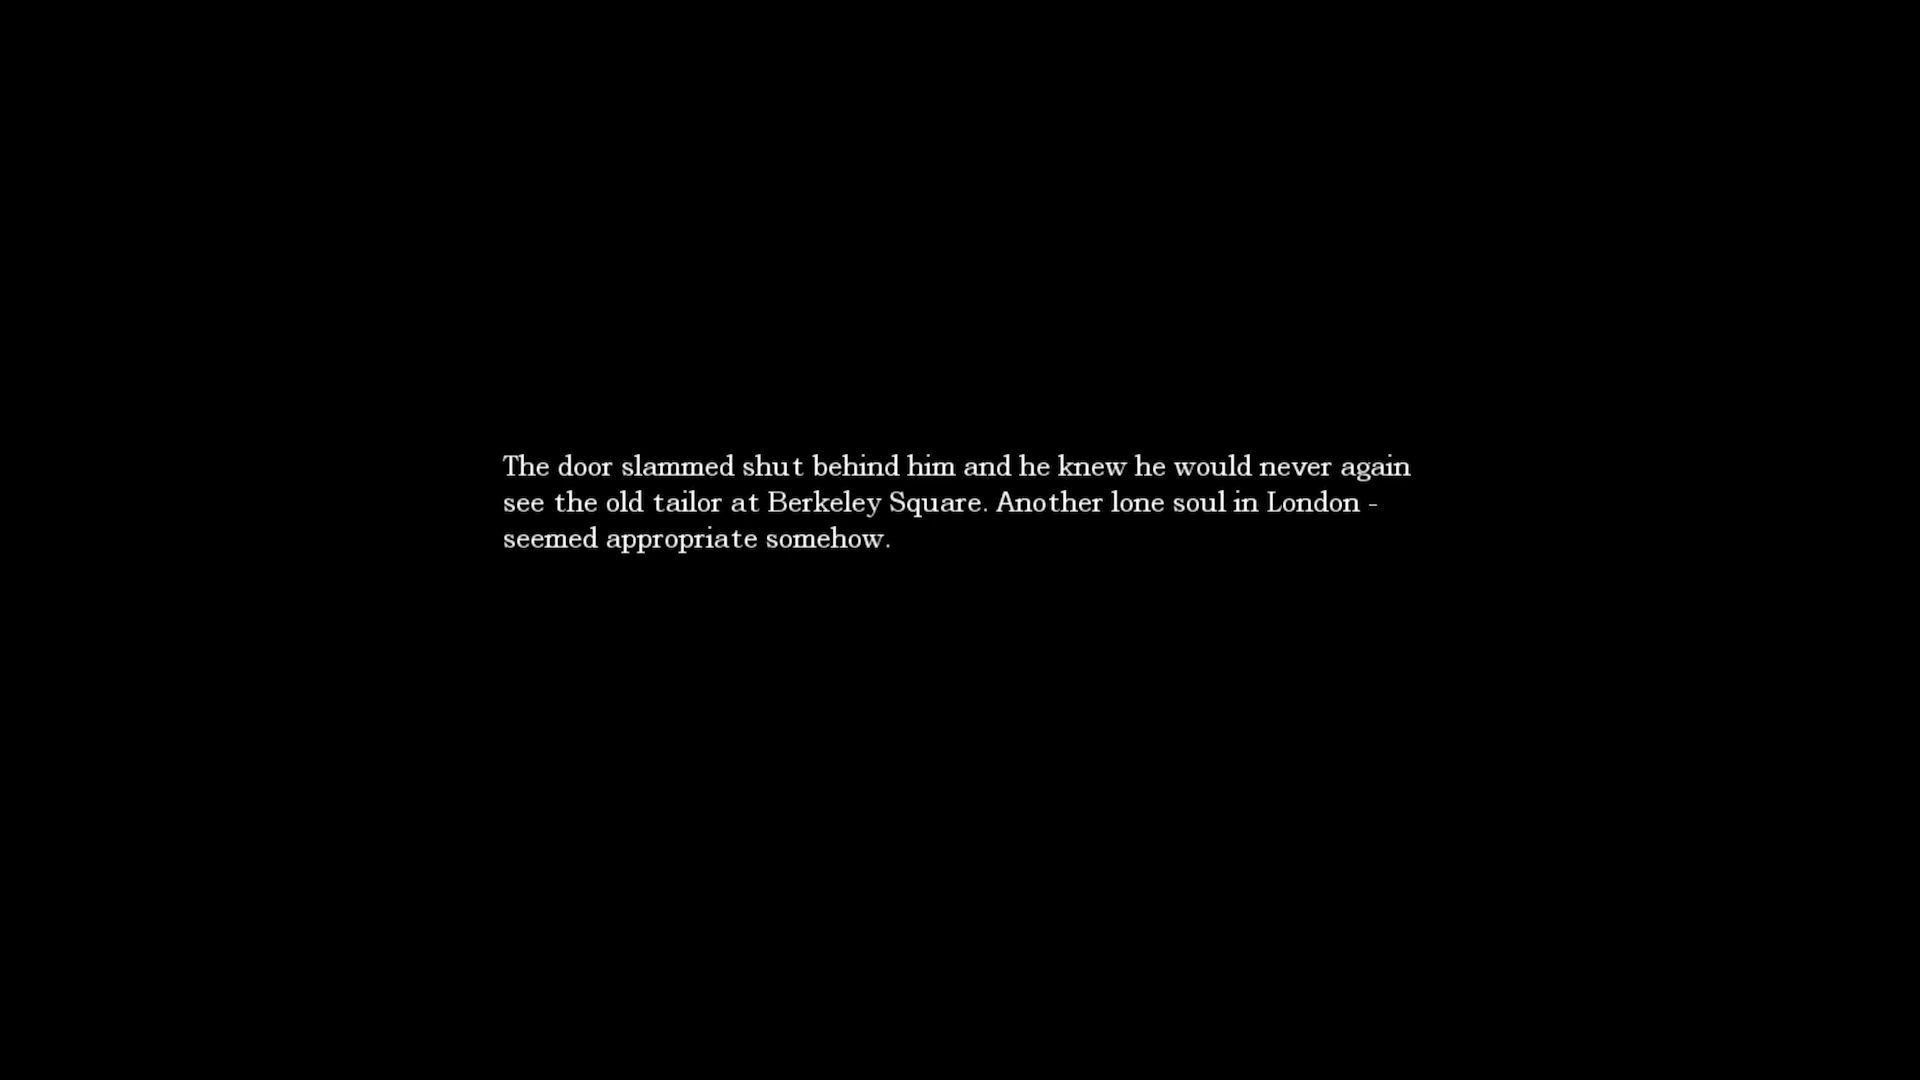 The door slammed shut behind him and he knew he would never again
see the old tailor at Berkeley Square. Another lone soul in London -
seemed appropriate somehow.